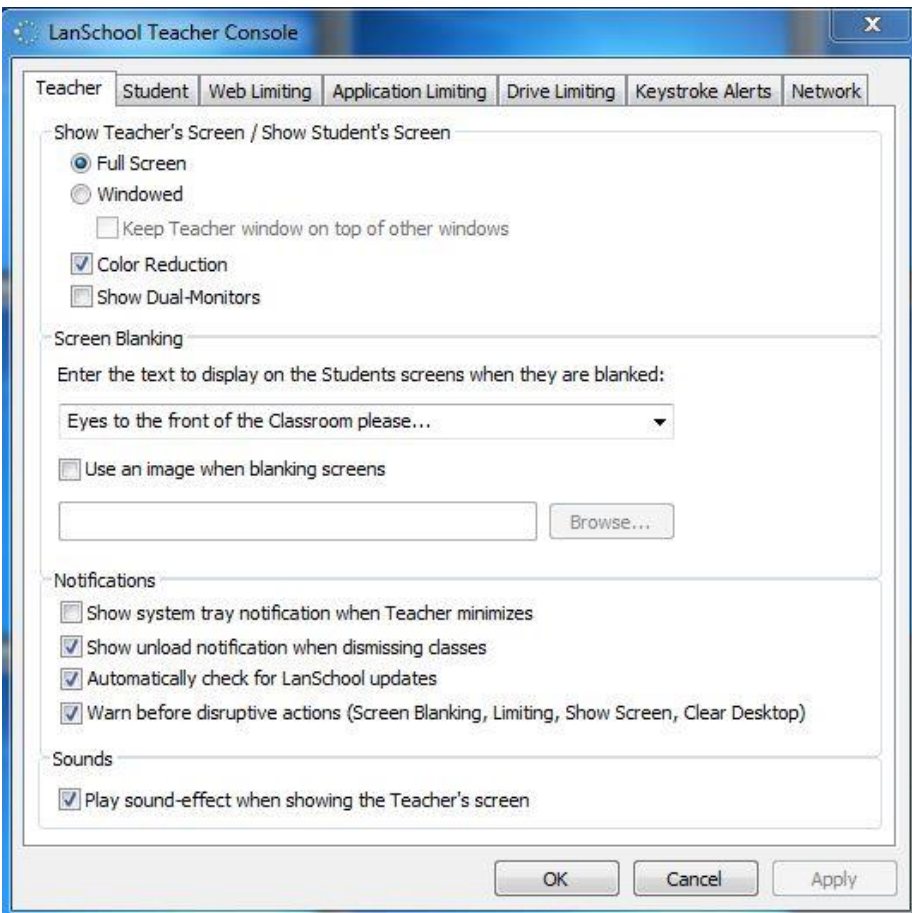 LanSchool Teacher Console
X
Teacher Student Web Limiting Application Limiting Drive Limiting Keystroke Alerts Network
Show Teacher's Screen / Show Student's Screen
Full Screen
Windowed
Keep Teacher window on top of other windows
Color Reduction
Show Dual-Monitors
Screen Blanking
Enter the text to display on the Students screens when they are blanked:
Eyes to the front of the Classroom please...
Use an image when blanking screens
Browse...
Notifications
Show system tray notification when Teacher minimizes
Show unload notification when dismissing classes
Automatically check for LanSchool updates
Warn before disruptive actions (Screen Blanking, Limiting, Show Screen, Clear Desktop)
Sounds
Play sound-effect when showing the Teacher's screen
OK Cancel Apply